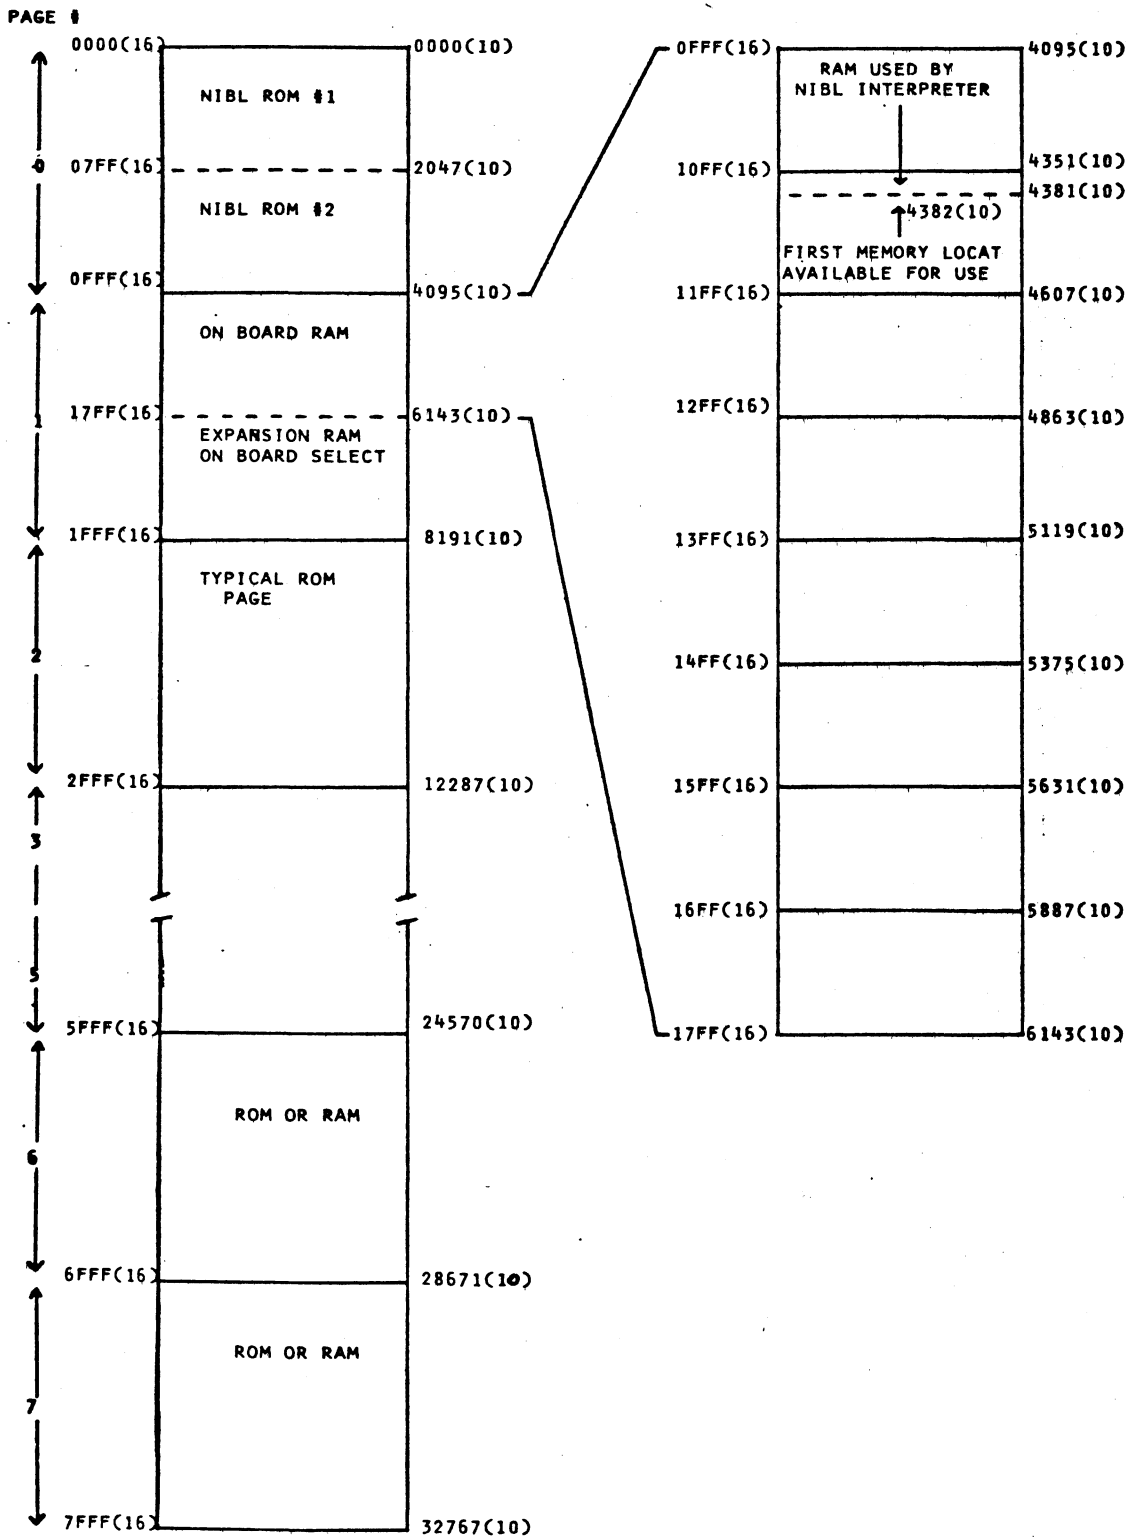 PAGE #
0000(16) 0000(10)
NIBL ROM #1
0 07FF(16) 2047(10)
NIBL ROM #2
0FFF(16) 4095(10)
ON BOARD RAM
1 17FF(16) 6143(10)
EXPANSION RAM
ON BOARD SELECT
1FFF(16) 8191(10)
TYPICAL ROM
PAGE
2
2FFF(16) 12287(10)
3
5
5FFF(16) 24570(10)
ROM OR RAM
6
6FFF(16) 28671(10)
ROM OR RAM
7
7FFF(16) 32767(10)
0FFF(16) 4095(10)
RAM USED BY
NIBL INTERPRETER
10FF(16) 4351(10)
4381(10)
4382(10)
FIRST MEMORY LOCAT
AVAILABLE FOR USE
11FF(16) 4607(10)
12FF(16) 4863(10)
13FF(16) 5119(10)
14FF(16) 5375(10)
15FF(16) 5631(10)
16FF(16) 5887(10)
17FF(16) 6143(10)